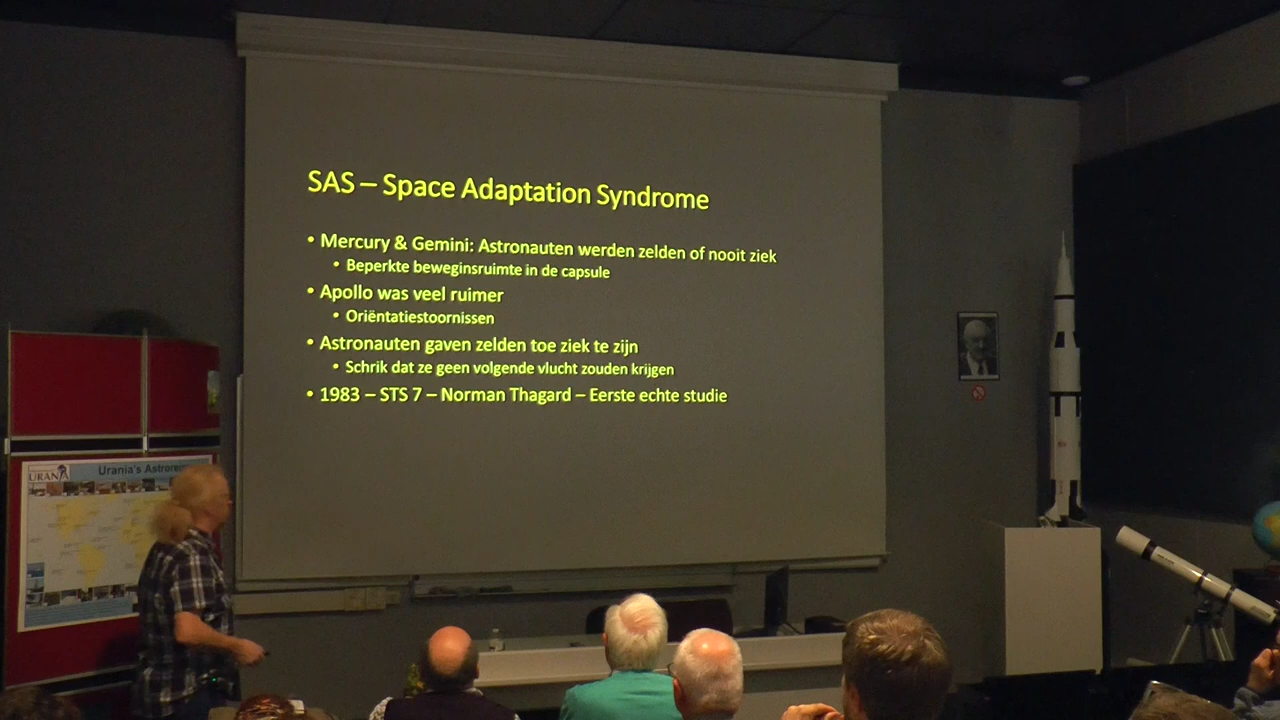 SAS – Space Adaptation Syndrome
• Mercury & Gemini: Astronauten werden zelden of nooit ziek
• Beperkte beweginsruimte in de capsule
• Apollo was veel ruimer
• Oriëntatiestoornissen
• Astronauten gaven zelden toe ziek te zijn
• Schrik dat ze geen volgende vlucht zouden krijgen
• 1983 – STS 7 – Norman Thagard – Eerste echte studie
URANIA
Urania's